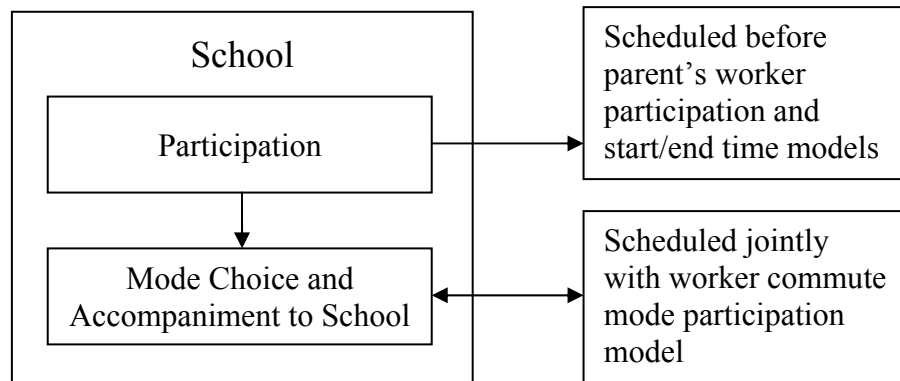 School
Participation
Mode Choice and
Accompaniment to School
Scheduled before
parent’s worker
participation and
start/end time models
Scheduled jointly
with worker commute
mode participation
model